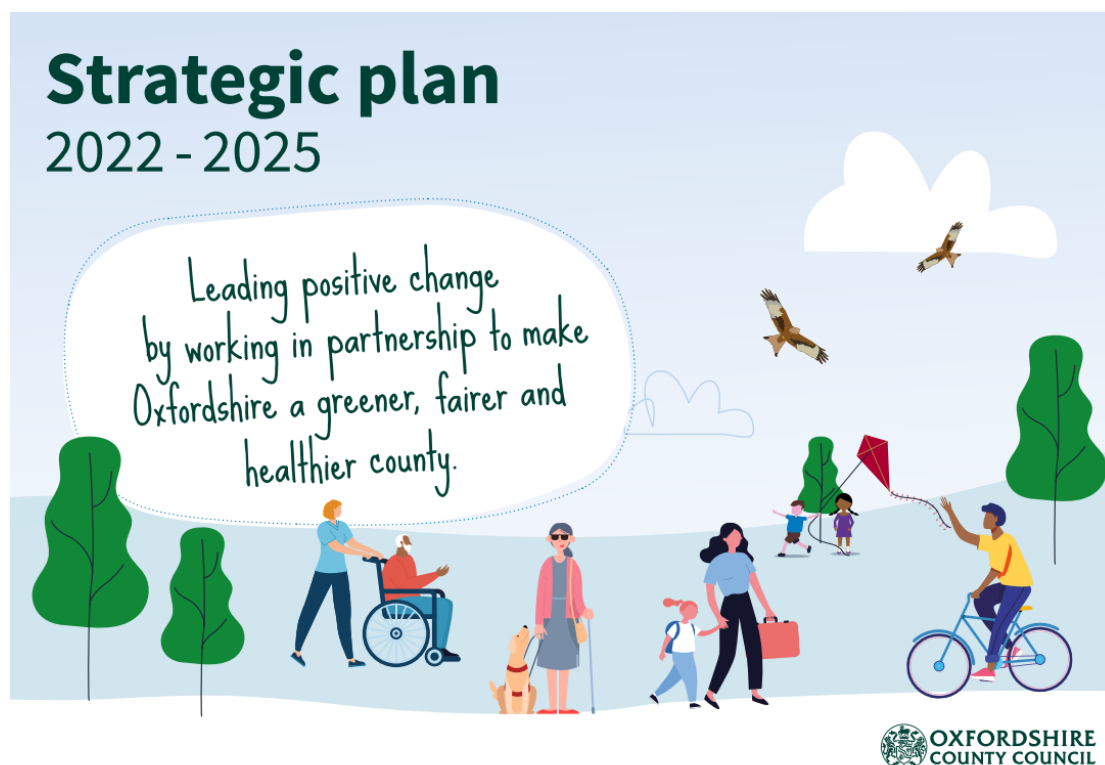 Strategic plan
2022 - 2025
Leading positive change
by working in partnership to make
Oxfordshire a greener, fairer and
healthier county.
OXFORDSHIRE
COUNTY COUNCIL